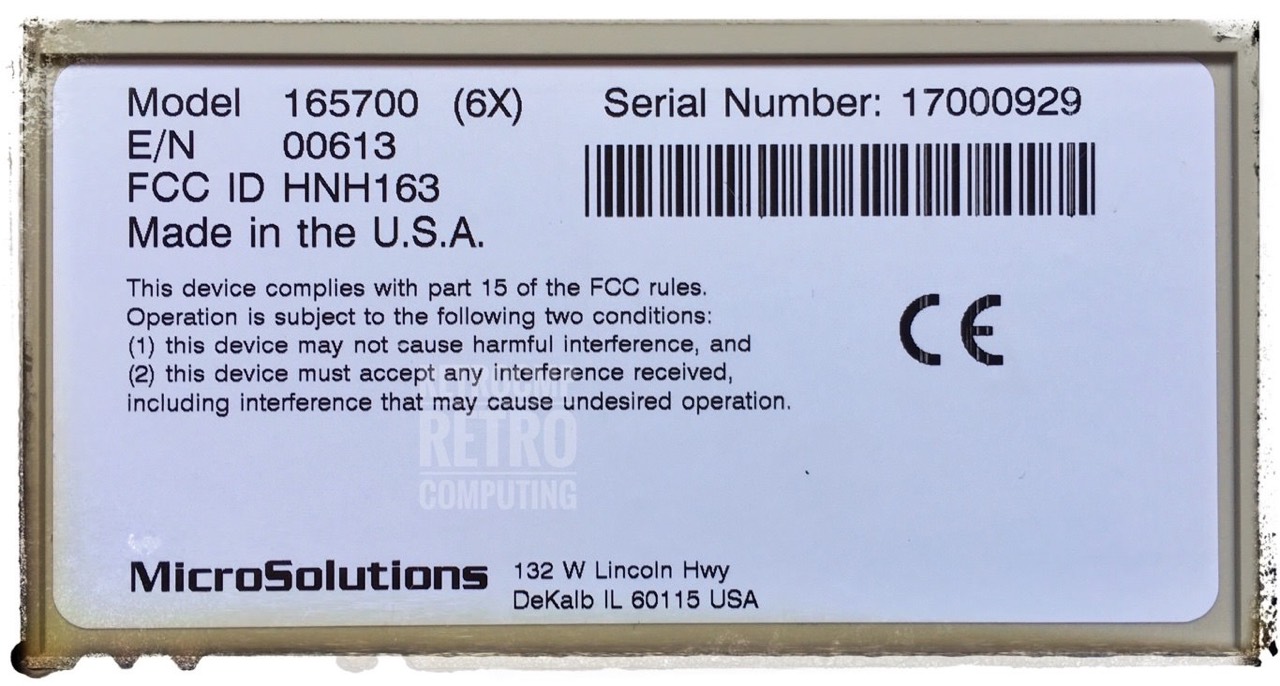 Model 165700 (6X) Serial Number: 17000929
E/N 00613
FCC ID HNH163
Made in the U.S.A.
This device complies with part 15 of the FCC rules.
Operation is subject to the following two conditions:
(1) this device may not cause harmful interference, and
(2) this device must accept any interference received,
including interference that may cause undesired operation.
CE
RETRO
COMPUTING
MicroSolutions 132 W Lincoln Hwy
DeKalb IL 60115 USA